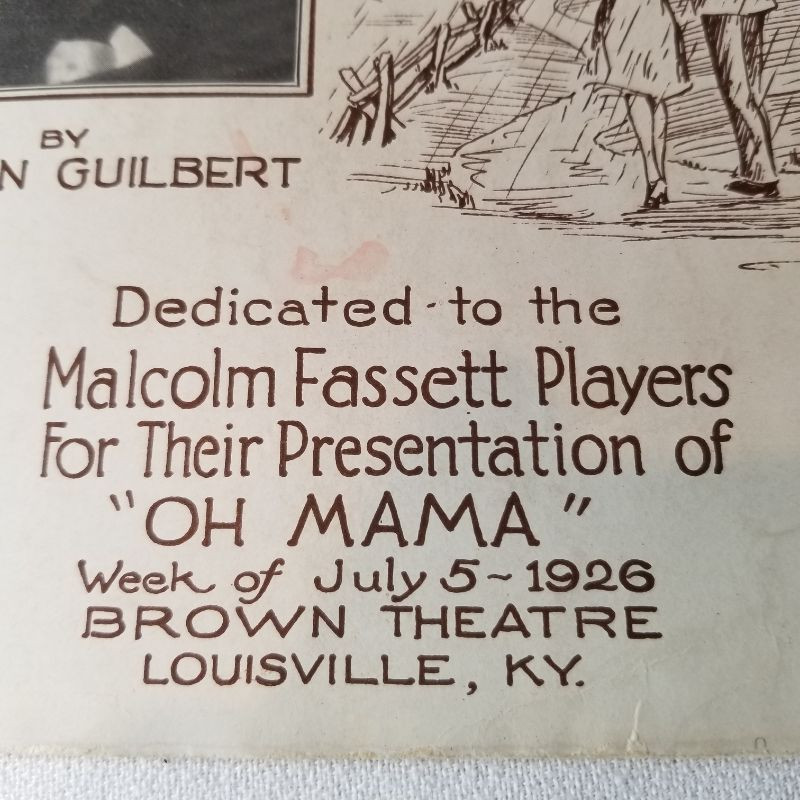 BY
N GUILBERT
Dedicated - to the
Malcolm Fassett Players
For Their Presentation of
"OH MAMA"
Week of July 5~1926
BROWN THEATRE
LOUISVILLE, KY.